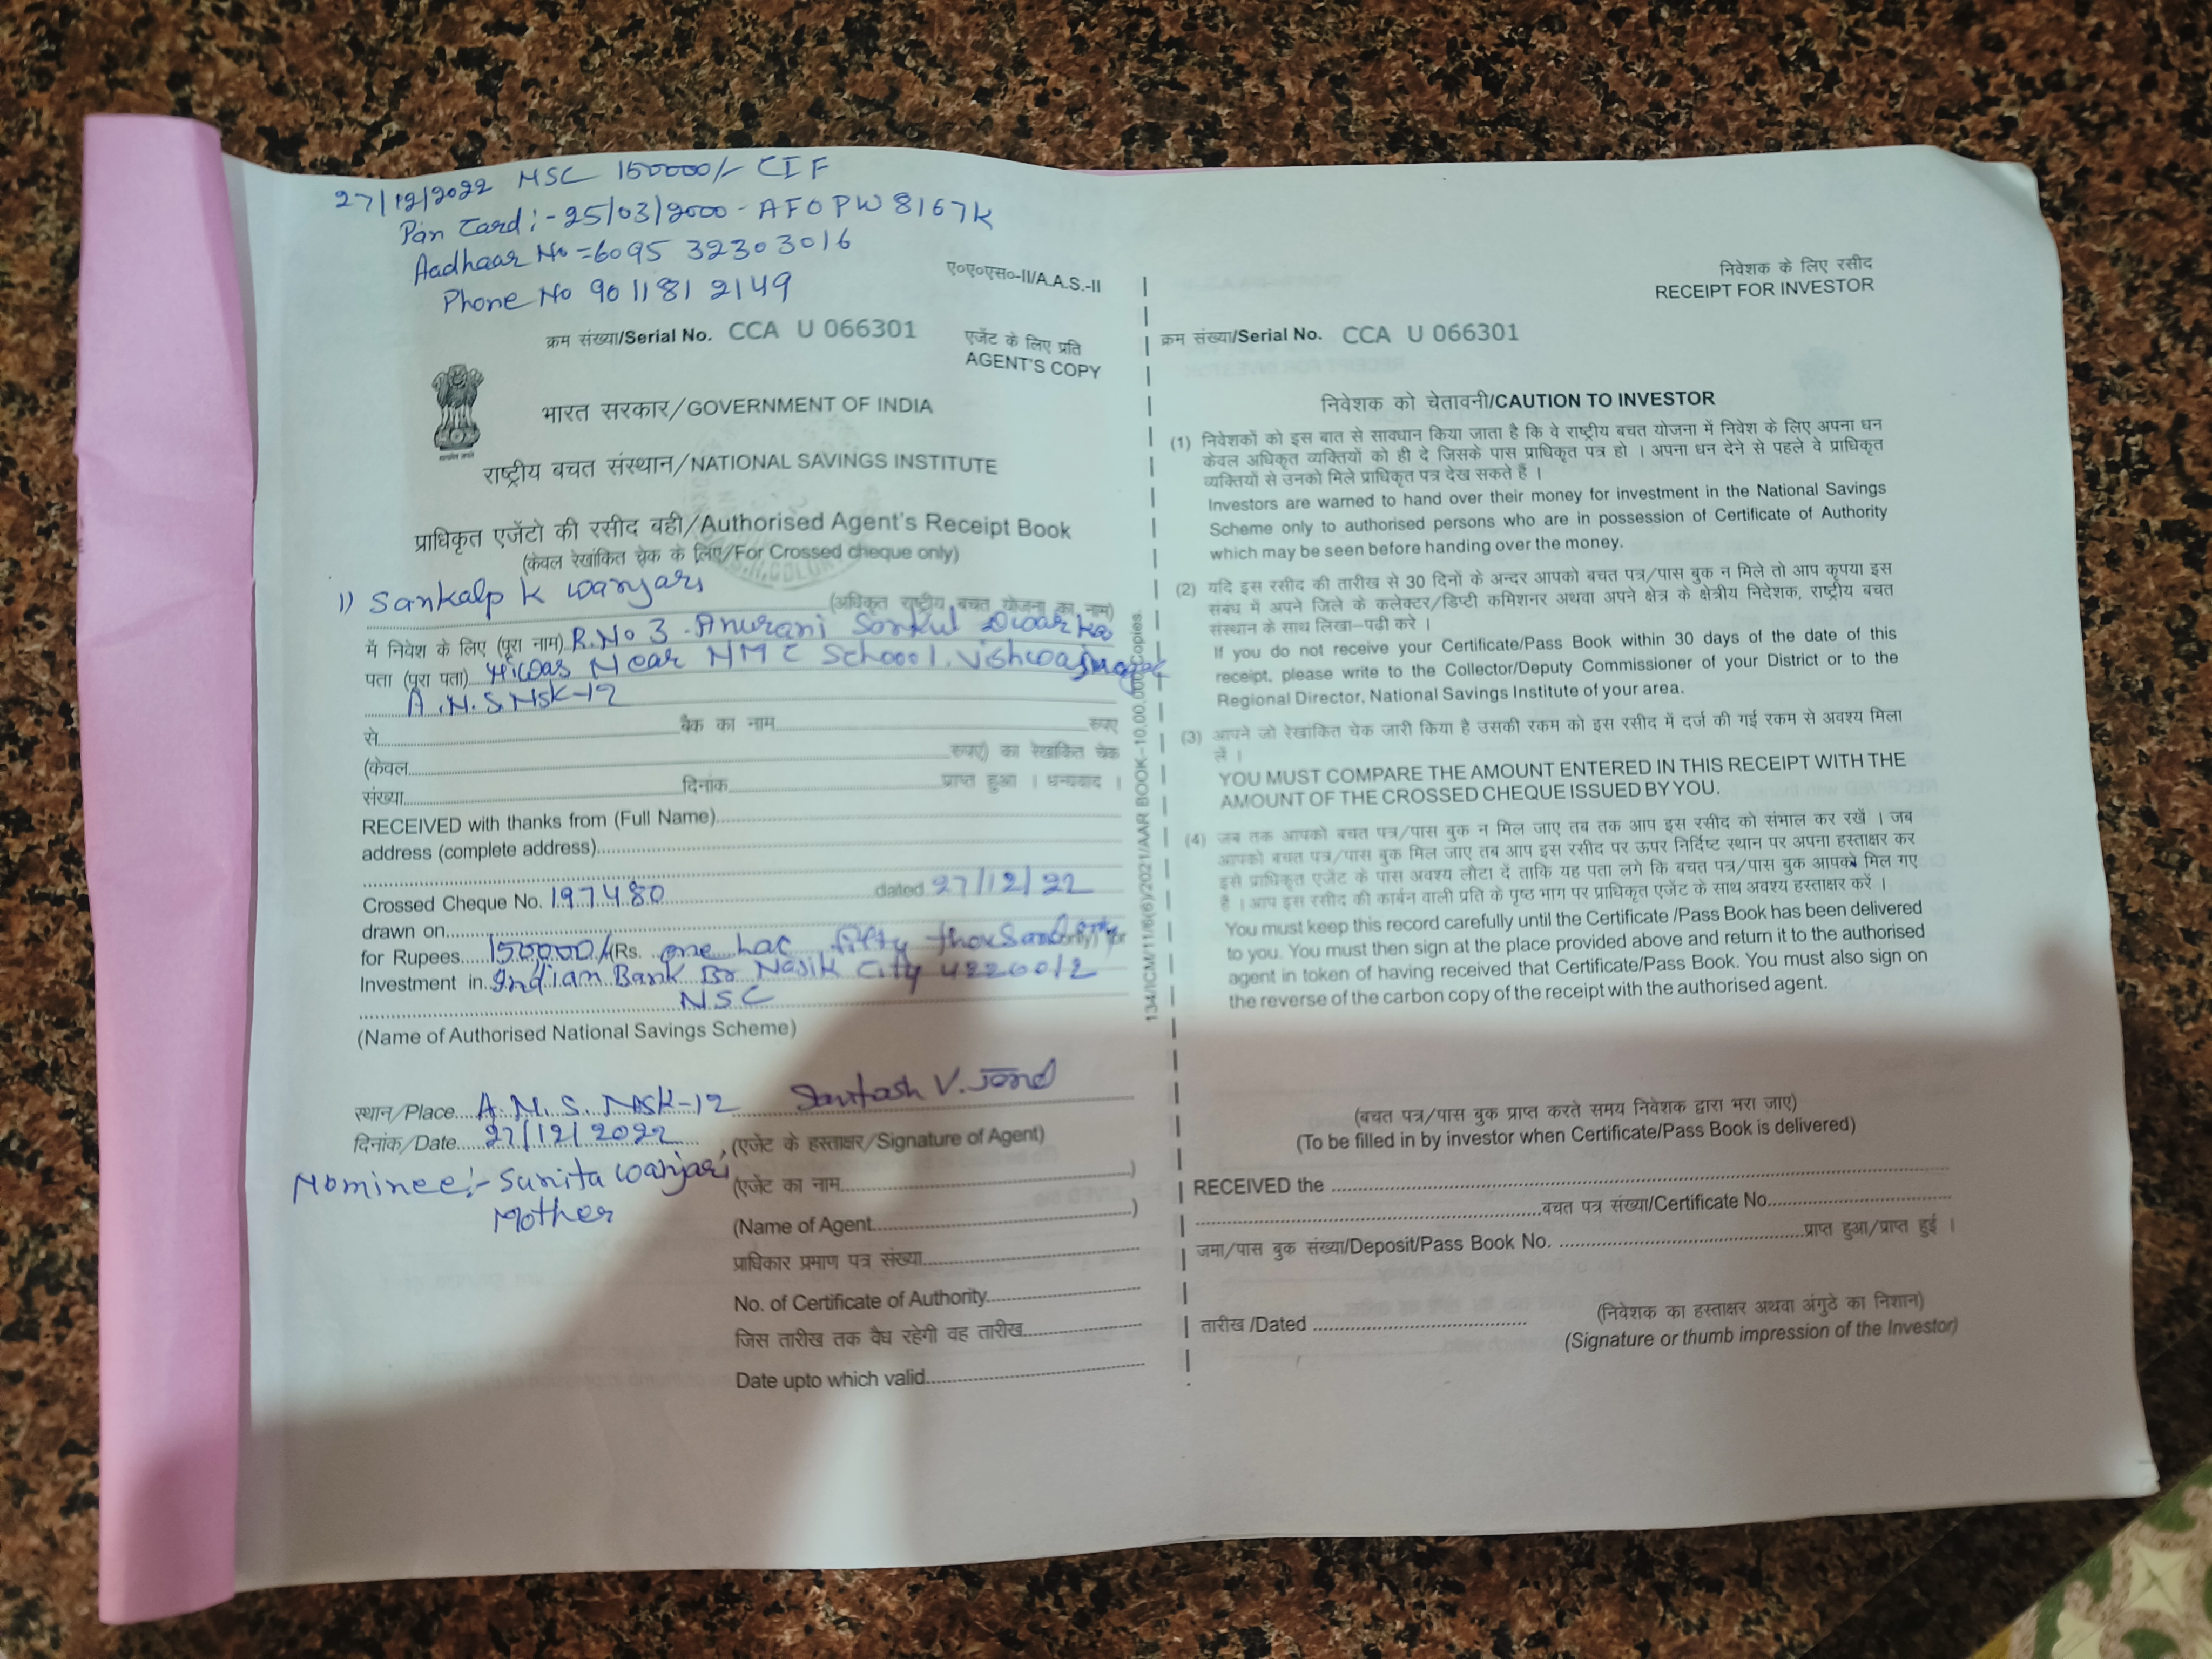 27/12/2022 NSC 150000/- CIF
Pan Card :- 25/03/2000 - AFOPW8167K
Aadhaar No = 6095 3230 3016
Phone No 901181 2149
ए०ए०एस०-II/A.A.S.-II
क्रम संख्या/Serial No. CCA U 066301
एजेंट के लिए प्रति
AGENT'S COPY
भारत सरकार/GOVERNMENT OF INDIA
राष्ट्रीय बचत संस्थान/NATIONAL SAVINGS INSTITUTE
प्राधिकृत एजेंटो की रसीद बही/Authorised Agent's Receipt Book
(केवल रेखांकित चेक के लिए/For Crossed cheque only)
1) Sankalp K Wanjari
(अधिकृत राष्ट्रीय बचत योजना का नाम)
में निवेश के लिए (पूरा नाम) R.No 3. Anurani Sankul Dwarka
पता (पूरा पता) Niwas Near NMC School. Vishwasnagar
A.N.S. NSK-12
से बैंक का नाम रूपए
(केवल रूपए) का रेखांकित चेक
संख्या दिनांक प्राप्त हुआ । धन्यवाद ।
RECEIVED with thanks from (Full Name)
address (complete address)
Crossed Cheque No. 197480 dated 27/12/22
drawn on
for Rupees 150,000/- (Rs. one Lac fifty thousand only) for
Investment in Indian Bank Br Nasik City 4220012
NSC
(Name of Authorised National Savings Scheme)
स्थान/Place A.N.S. NSK-12 Santosh V.
दिनांक/Date 27/12/2022 (एजेंट के हस्ताक्षर/Signature of Agent)
Nominee :- Sunita Wanjari
Mother
(एजेंट का नाम )
(Name of Agent )
प्राधिकार प्रमाण पत्र संख्या
No. of Certificate of Authority
जिस तारीख तक वैध रहेगी वह तारीख
Date upto which valid
134/ICM/11/6(6)/2021/AAR BOOK-10,00,000 Copies.
निवेशक के लिए रसीद
RECEIPT FOR INVESTOR
क्रम संख्या/Serial No. CCA U 066301
निवेशक को चेतावनी/CAUTION TO INVESTOR
(1) निवेशकों को इस बात से सावधान किया जाता है कि वे राष्ट्रीय बचत योजना में निवेश के लिए अपना धन
केवल अधिकृत व्यक्तियों को ही दे जिसके पास प्राधिकृत पत्र हो । अपना धन देने से पहले वे प्राधिकृत
व्यक्तियों से उनको मिले प्राधिकृत पत्र देख सकते हैं ।
Investors are warned to hand over their money for investment in the National Savings
Scheme only to authorised persons who are in possession of Certificate of Authority
which may be seen before handing over the money.
(2) यदि इस रसीद की तारीख से 30 दिनों के अन्दर आपको बचत पत्र/पास बुक न मिले तो आप कृपया इस
संबंध में अपने जिले के कलेक्टर/डिप्टी कमिशनर अथवा अपने क्षेत्र के क्षेत्रीय निदेशक, राष्ट्रीय बचत
संस्थान के साथ लिखा-पढी करे ।
If you do not receive your Certificate/Pass Book within 30 days of the date of this
receipt, please write to the Collector/Deputy Commissioner of your District or to the
Regional Director, National Savings Institute of your area.
(3) आपने जो रेखांकित चेक जारी किया है उसकी रकम को इस रसीद में दर्ज की गई रकम से अवश्य मिला
लें ।
YOU MUST COMPARE THE AMOUNT ENTERED IN THIS RECEIPT WITH THE
AMOUNT OF THE CROSSED CHEQUE ISSUED BY YOU.
(4) जब तक आपको बचत पत्र/पास बुक न मिल जाए तब तक आप इस रसीद को संभाल कर रखें । जब
आपको बचत पत्र/पास बुक मिल जाए तब आप इस रसीद पर ऊपर निर्दिष्ट स्थान पर अपना हस्ताक्षर कर
इसे प्राधिकृत एजेंट के पास अवश्य लौटा दें ताकि यह पता लगे कि बचत पत्र/पास बुक आपको मिल गए
हैं । आप इस रसीद की कार्बन वाली प्रति के पृष्ठ भाग पर प्राधिकृत एजेंट के साथ अवश्य हस्ताक्षर करें ।
You must keep this record carefully until the Certificate /Pass Book has been delivered
to you. You must then sign at the place provided above and return it to the authorised
agent in token of having received that Certificate/Pass Book. You must also sign on
the reverse of the carbon copy of the receipt with the authorised agent.
(बचत पत्र/पास बुक प्राप्त करते समय निवेशक द्वारा भरा जाए)
(To be filled in by investor when Certificate/Pass Book is delivered)
RECEIVED the
बचत पत्र संख्या/Certificate No.
जमा/पास बुक संख्या/Deposit/Pass Book No. प्राप्त हुआ/प्राप्त हुई ।
(निवेशक का हस्ताक्षर अथवा अंगुठे का निशान)
तारीख /Dated
(Signature or thumb impression of the Investor)